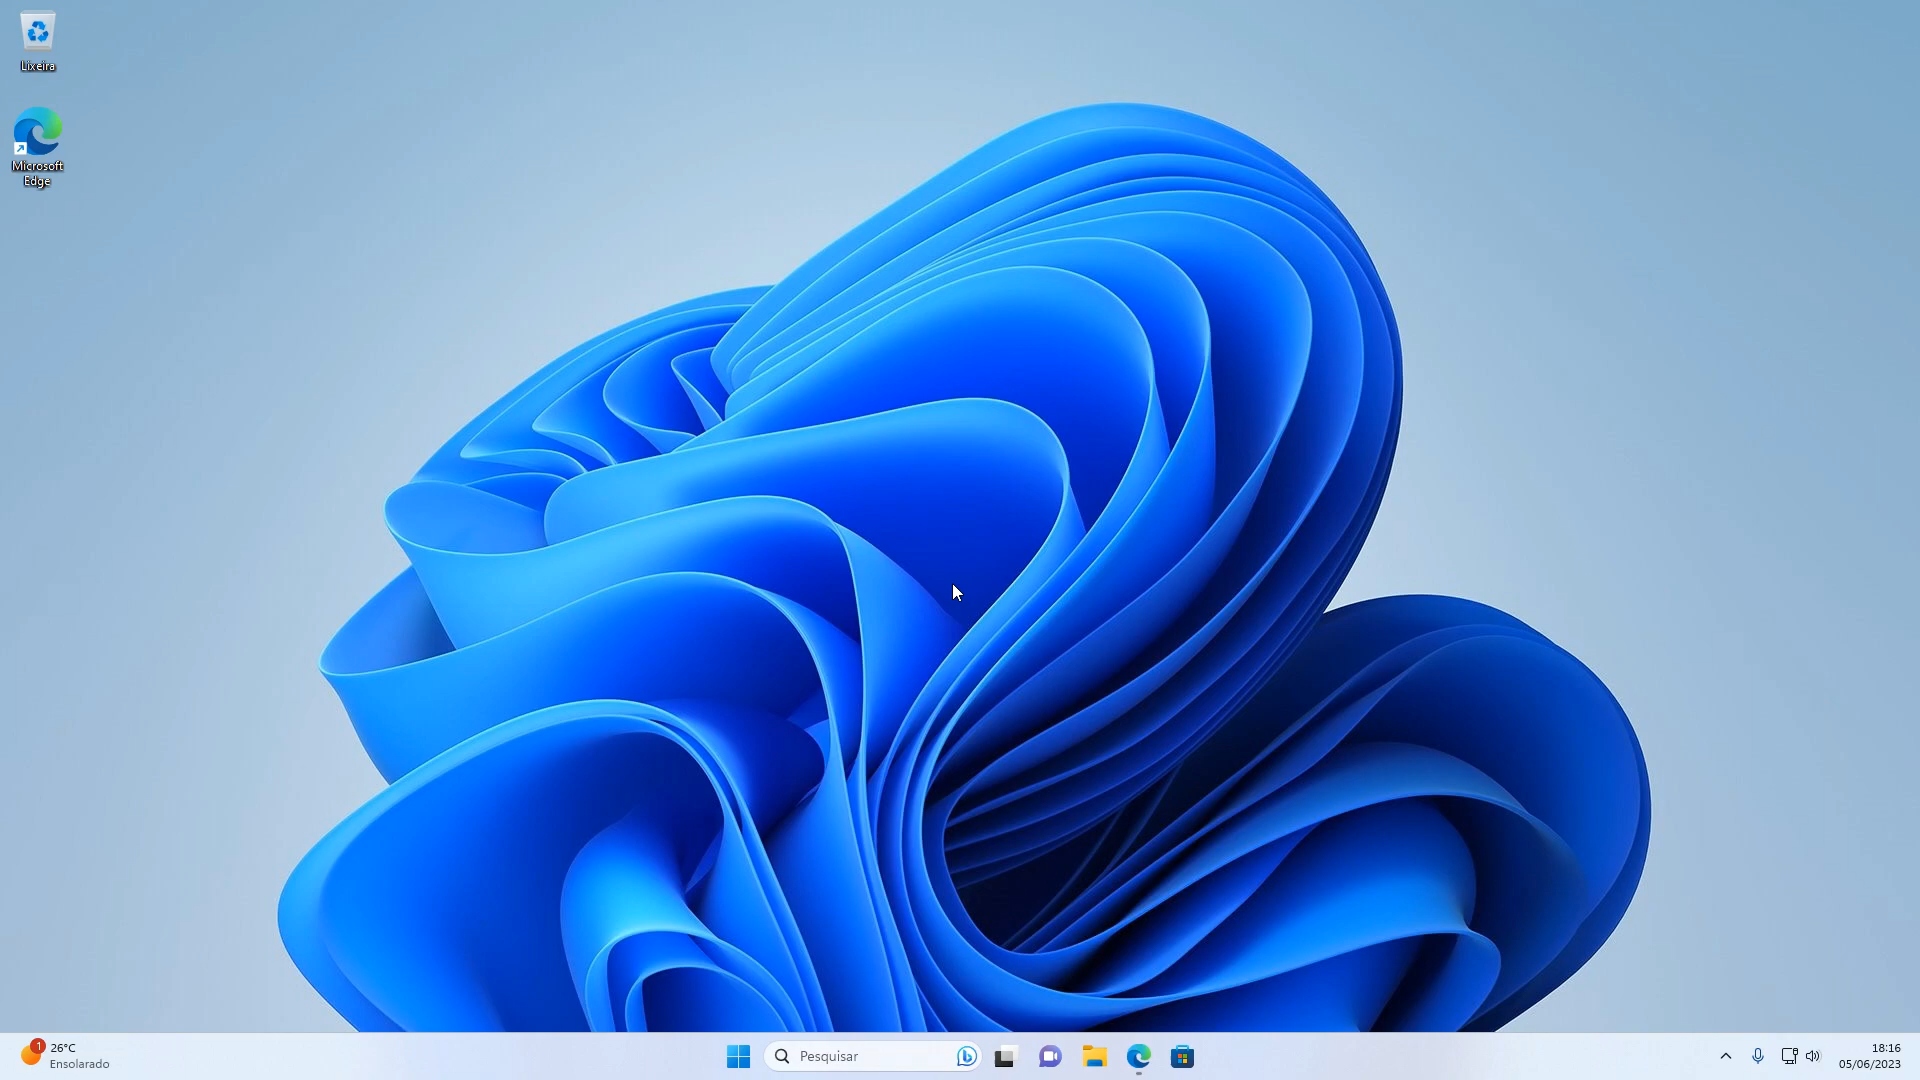 Lixeira
Microsoft
Edge
1
26°C
Ensolarado
Pesquisar
18:16
05/06/2023